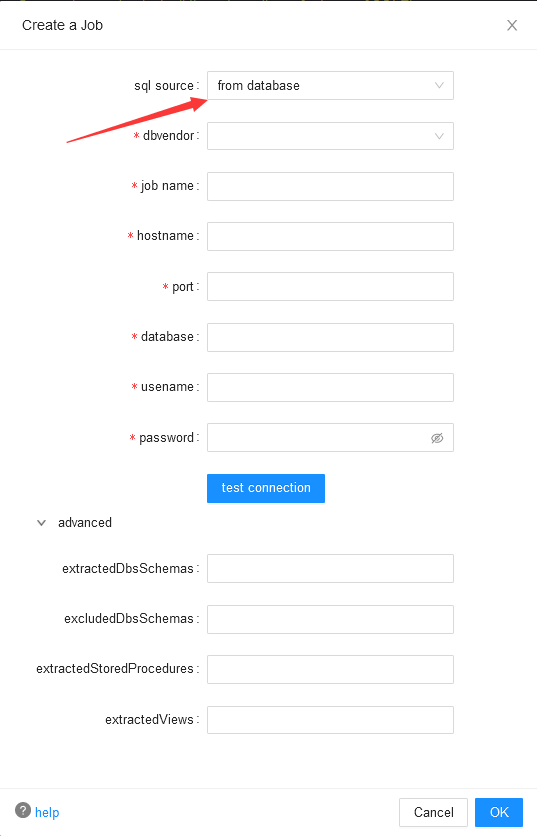 Create a Job
sql source: from database
* dbvendor:
* job name:
* hostname:
* port:
* database:
* usename:
* password:
test connection
advanced
extractedDbsSchemas:
excludedDbsSchemas:
extractedStoredProcedures:
extractedViews:
? help Cancel OK